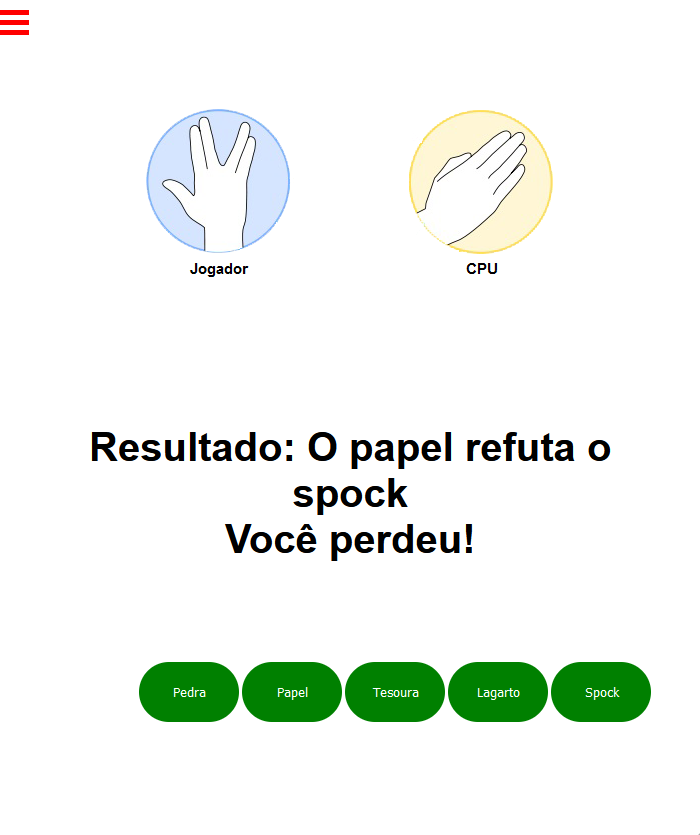 Jogador CPU
Resultado: O papel refuta o
spock
Você perdeu!
Pedra Papel Tesoura Lagarto Spock